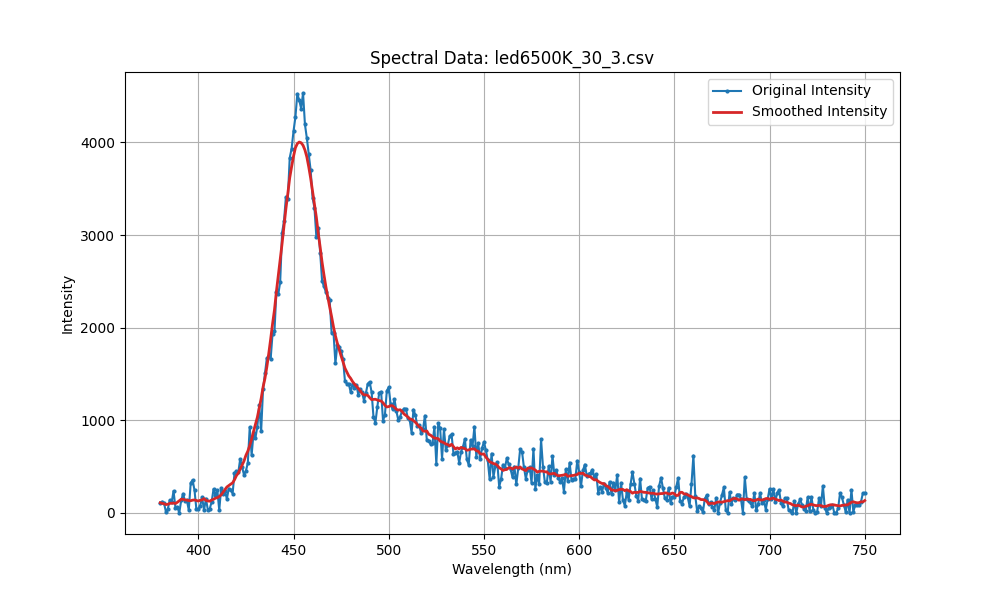 Spectral Data: led6500K_30_3.csv
Original Intensity
Smoothed Intensity
Intensity
4000
3000
2000
1000
0
400
450
500
550
600
650
700
750
Wavelength (nm)